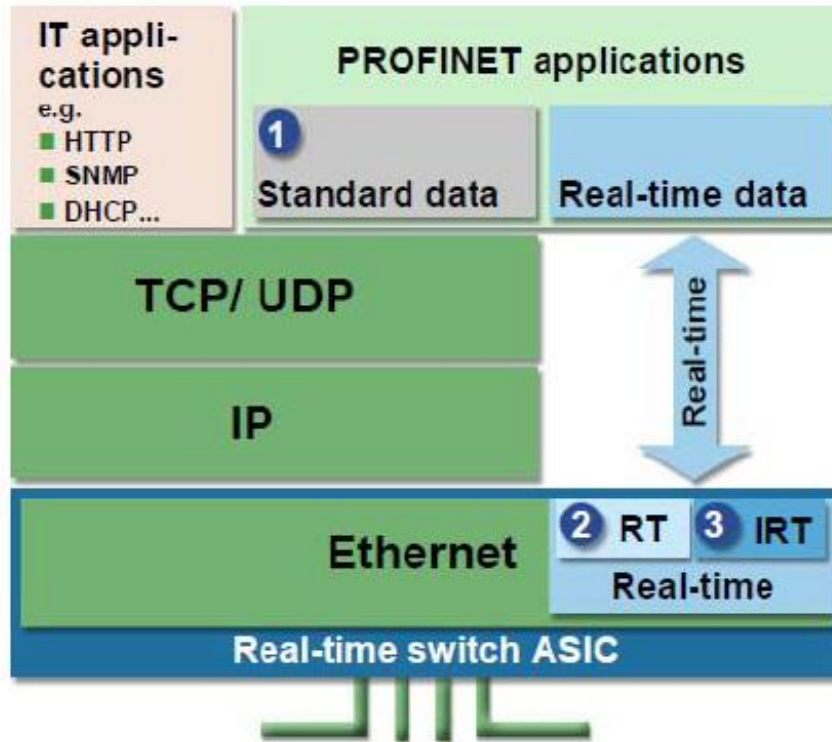 IT appli-
cations
e.g.
HTTP
SNMP
DHCP...
PROFINET applications
1
Standard data
Real-time data
TCP/ UDP
Real-time
IP
Ethernet
2 RT
3 IRT
Real-time
Real-time switch ASIC